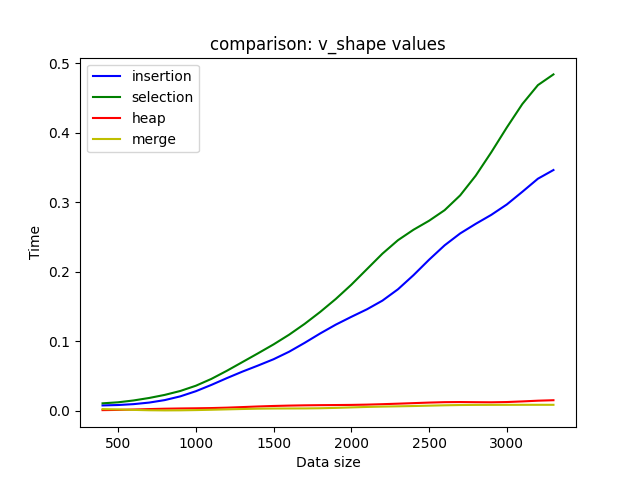 comparison: v_shape values
0.5
0.4
0.3
0.2
0.1
0.0
Time
insertion
selection
heap
merge
500
1000
1500
2000
2500
3000
Data size